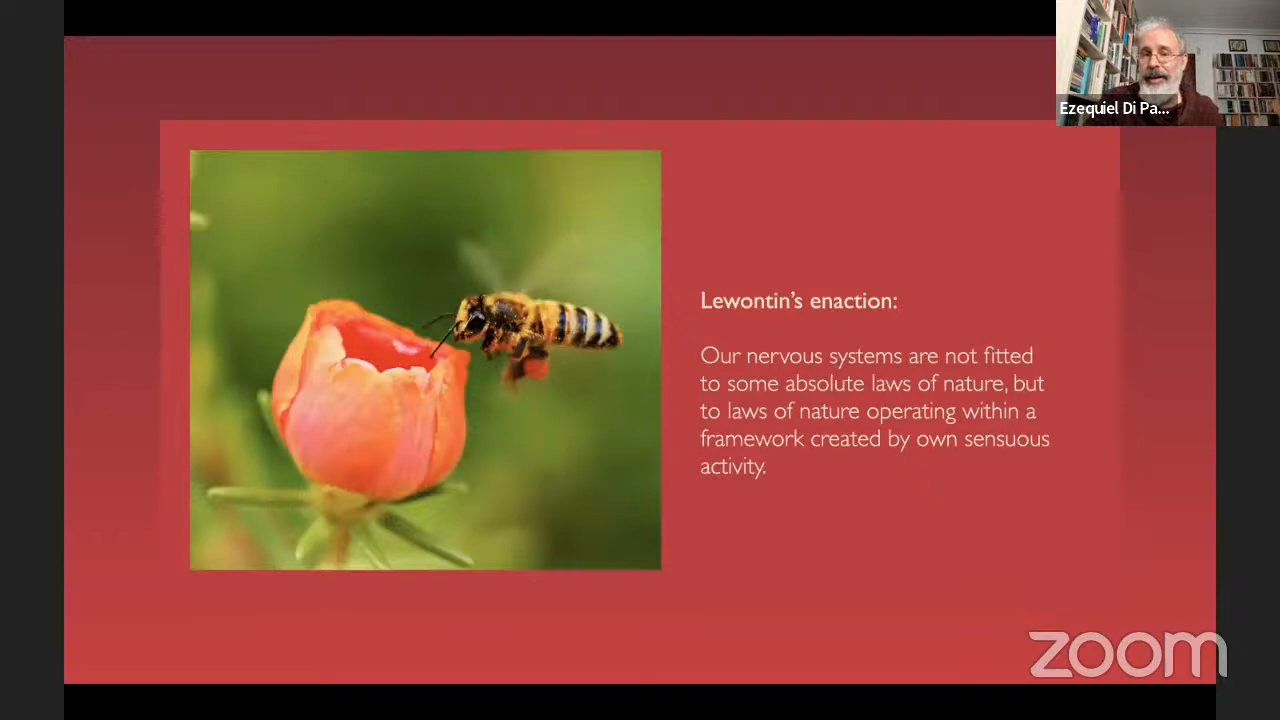 Ezequiel Di Pa...
Lewontin's enaction:
Our nervous systems are not fitted
to some absolute laws of nature, but
to laws of nature operating within a
framework created by own sensuous
activity.
zoom